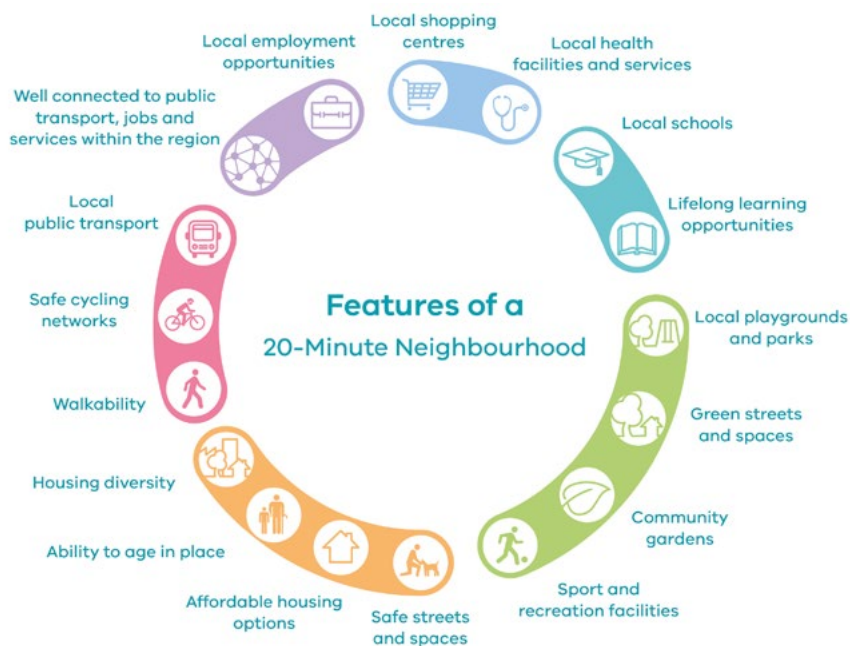 Features of a
20-Minute Neighbourhood
Local shopping
centres
Local health
facilities and services
Local schools
Lifelong learning
opportunities
Local playgrounds
and parks
Green streets
and spaces
Community
gardens
Sport and
recreation facilities
Safe streets
and spaces
Affordable housing
options
Ability to age in place
Housing diversity
Walkability
Safe cycling
networks
Local
public transport
Well connected to public
transport, jobs and
services within the region
Local employment
opportunities